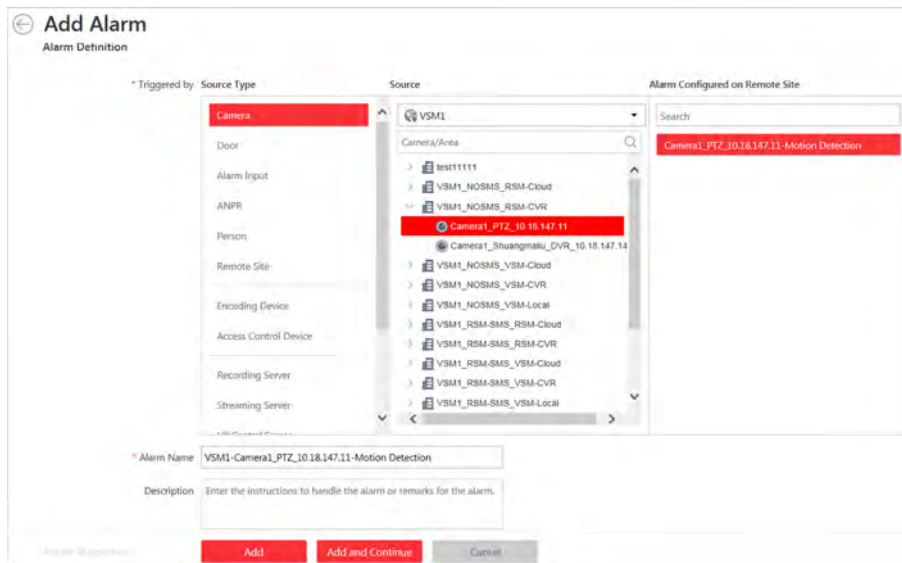 Add Alarm
Alarm Definition
* Triggered by Source Type Source Alarm Configured on Remote Site
Camera
Door
Alarm Input
ANPR
Person
Remote Site
Encoding Device
Access Control Device
Recording Server
Streaming Server
VSM1
Camera/Area
test11111
VSM1_NOSMS_RSM-Cloud
VSM1_NOSMS_RSM-CVR
Camera1_PTZ_10.18.147.11
Camera1_Shuangmaliu_DVR_10.18.147.14
VSM1_NOSMS_VSM-Cloud
VSM1_NOSMS_VSM-CVR
VSM1_NOSMS_VSM-Local
VSM1_RSM-SMS_RSM-Cloud
VSM1_RSM-SMS_RSM-CVR
VSM1_RSM-SMS_VSM-Cloud
VSM1_RSM-SMS_VSM-CVR
VSM1_RSM-SMS_VSM-Local
Search
Camera1_PTZ_10.18.147.11-Motion Detection
* Alarm Name VSM1-Camera1_PTZ_10.18.147.11-Motion Detection
Description Enter the instructions to handle the alarm or remarks for the alarm.
Add Add and Continue Cancel